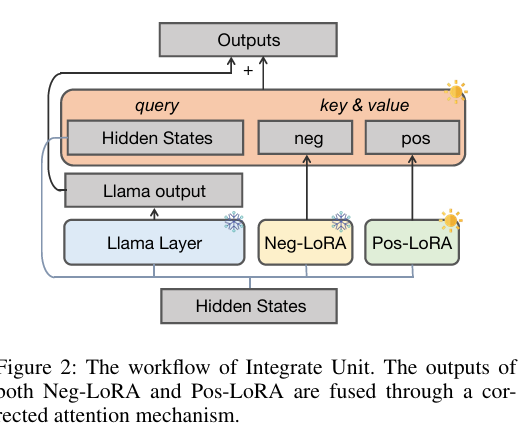 Outputs
+
query key & value
Hidden States neg pos
Llama output
Llama Layer Neg-LoRA Pos-LoRA
Hidden States
Figure 2: The workflow of Integrate Unit. The outputs of
both Neg-LoRA and Pos-LoRA are fused through a cor-
rected attention mechanism.